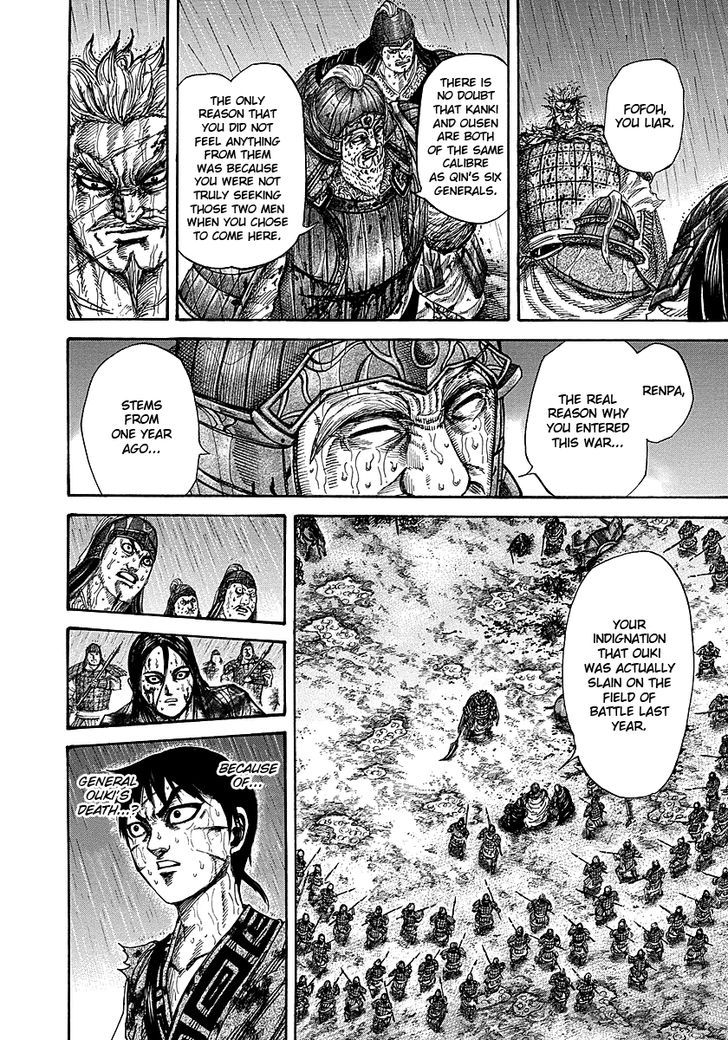 FOFOH,
YOU LIAR.
THERE IS
NO DOUBT
THAT KANKI
AND OUSEN
ARE BOTH
OF THE
SAME
CALIBRE
AS QIN'S SIX
GENERALS.
THE ONLY
REASON THAT
YOU DID NOT
FEEL ANYTHING
FROM THEM
WAS BECAUSE
YOU WERE NOT
TRULY SEEKING
THOSE TWO MEN
WHEN YOU CHOSE
TO COME HERE.
RENPA,
THE REAL
REASON WHY
YOU ENTERED
THIS WAR...
STEMS
FROM
ONE YEAR
AGO...
YOUR
INDIGNATION
THAT OUKI
WAS ACTUALLY
SLAIN ON
THE FIELD OF
BATTLE LAST
YEAR.
BECAUSE
OF...
GENERAL
OUKI'S
DEATH...?